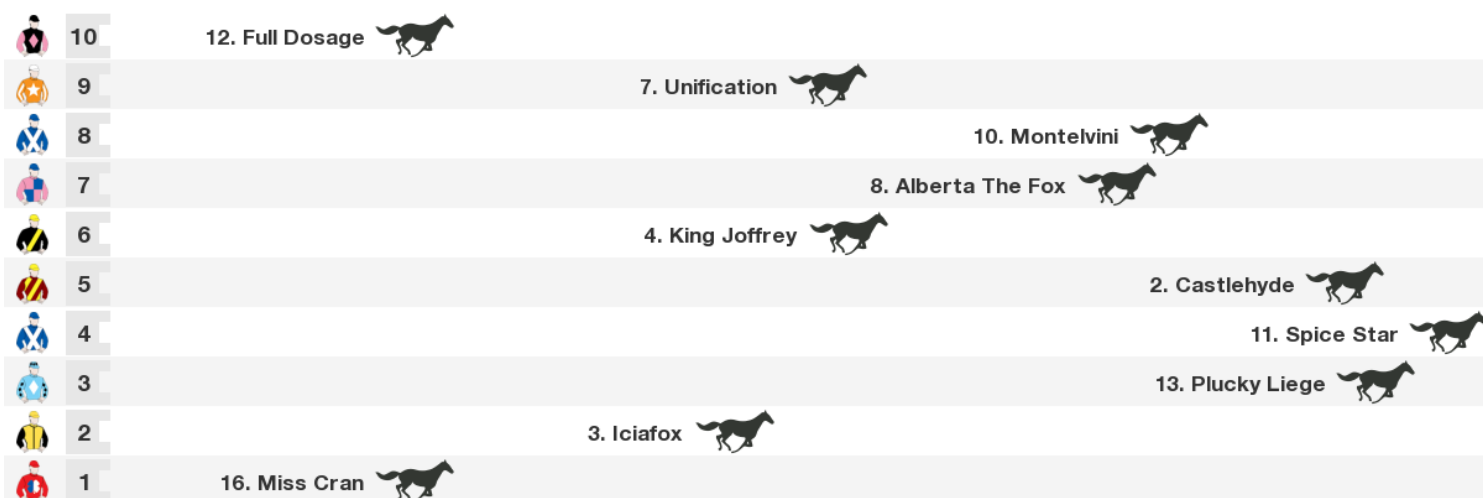 10 12. Full Dosage
9 7. Unification
8 10. Montelvini
7 8. Alberta The Fox
6 4. King Joffrey
5 2. Castlehyde
4 11. Spice Star
3 13. Plucky Liege
2 3. Iciafox
1 16. Miss Cran